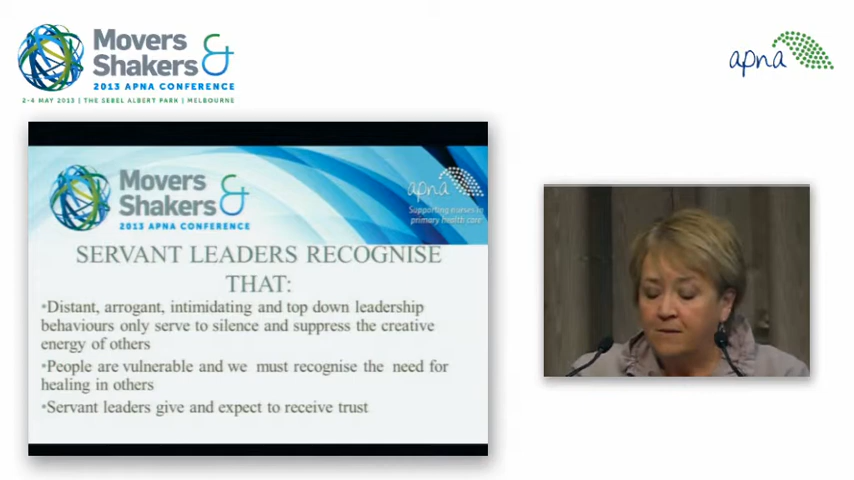 Movers
Shakers &
2013 APNA CONFERENCE
2-4 MAY 2013 | THE SEBEL ALBERT PARK | MELBOURNE
apna
Movers
Shakers &
2013 APNA CONFERENCE
apna
Supporting nurses in
primary health care
SERVANT LEADERS RECOGNISE
THAT:
•Distant, arrogant, intimidating and top down leadership
behaviours only serve to silence and suppress the creative
energy of others
•People are vulnerable and we must recognise the need for
healing in others
•Servant leaders give and expect to receive trust